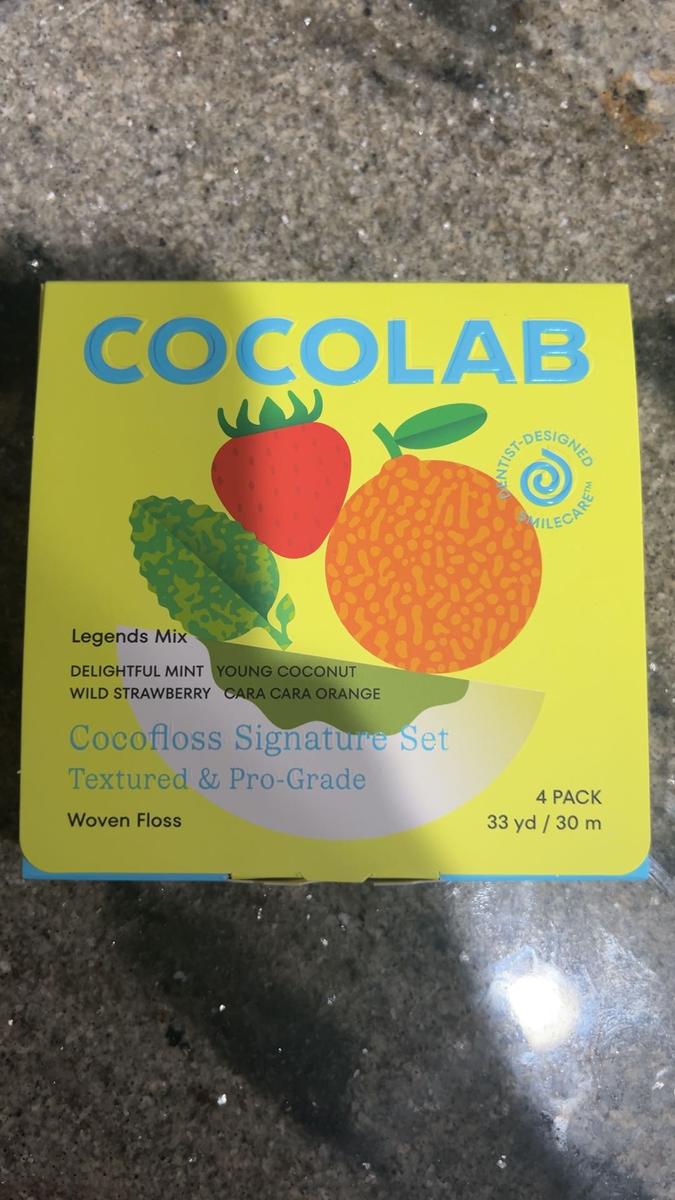 COCOLAB
DENTIST-DESIGNED
SMILECARE™
Legends Mix
DELIGHTFUL MINT YOUNG COCONUT
WILD STRAWBERRY CARA CARA ORANGE
Cocofloss Signature Set
Textured & Pro-Grade
Woven Floss
4 PACK
33 yd / 30 m